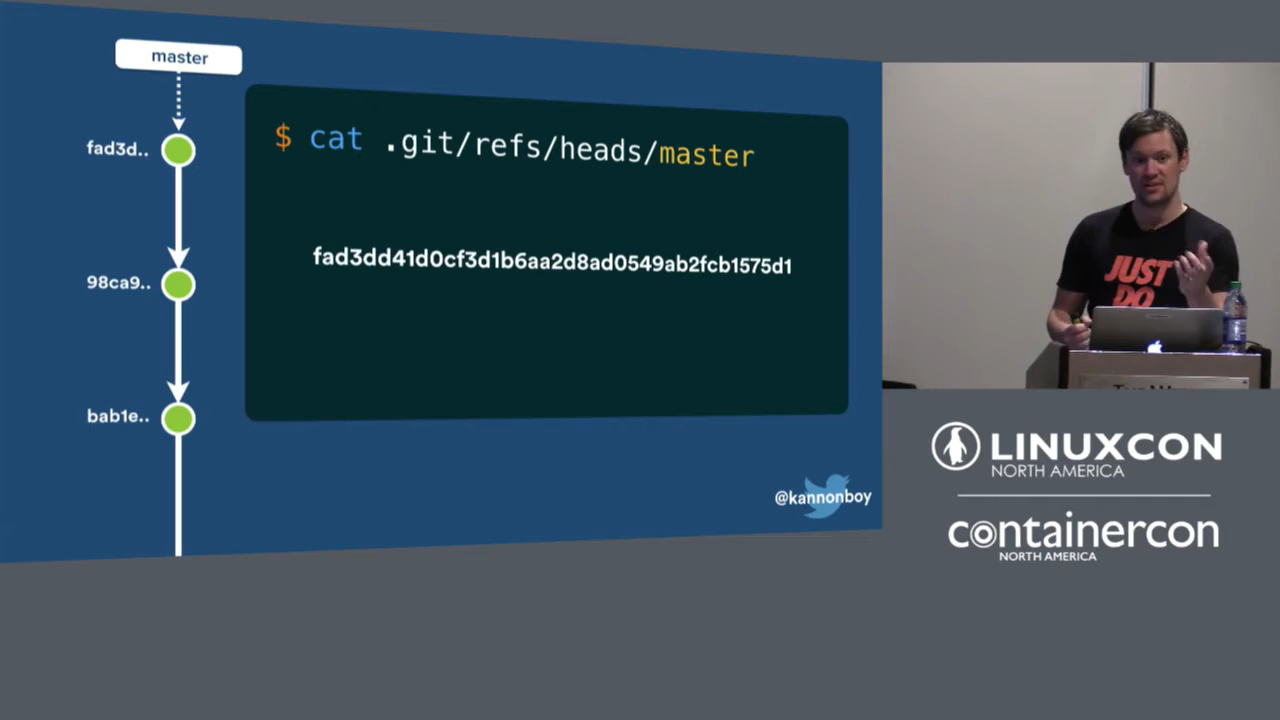 master
fad3d..
98ca9..
bab1e..
$ cat .git/refs/heads/master
fad3dd41d0cf3d1b6aa2d8ad0549ab2fcb1575d1
@kannonboy
JUST
DO
LINUXCON
NORTH AMERICA
containercon
NORTH AMERICA